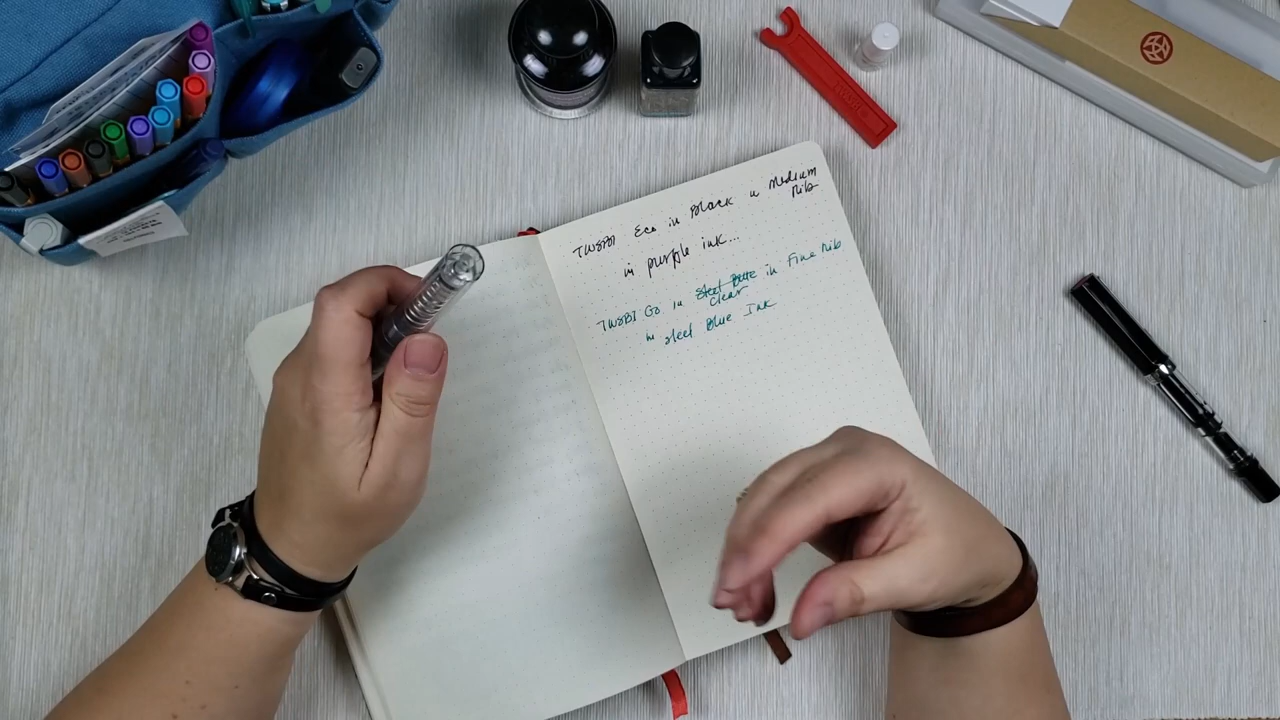 TWSBI Eco in Black in Medium
Nib
in purple ink...
TWSBI Go in Steel Blue in Fine Nib
Clear
in steel Blue Ink